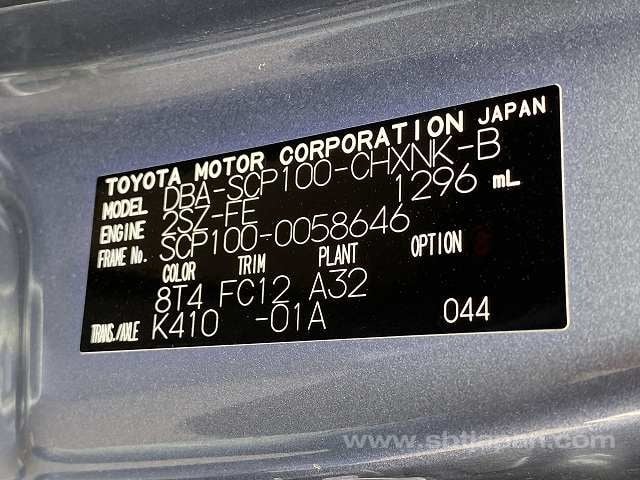 TOYOTA MOTOR CORPORATION JAPAN
MODEL DBA-SCP100-CHXNK-B
ENGINE 2SZ-FE 1296 mL
FRAME No. SCP100-0058646
COLOR TRIM PLANT OPTION
8T4 FC12 A32
TRANS./AXLE K410 -01A 044
www.sbtjapan.com